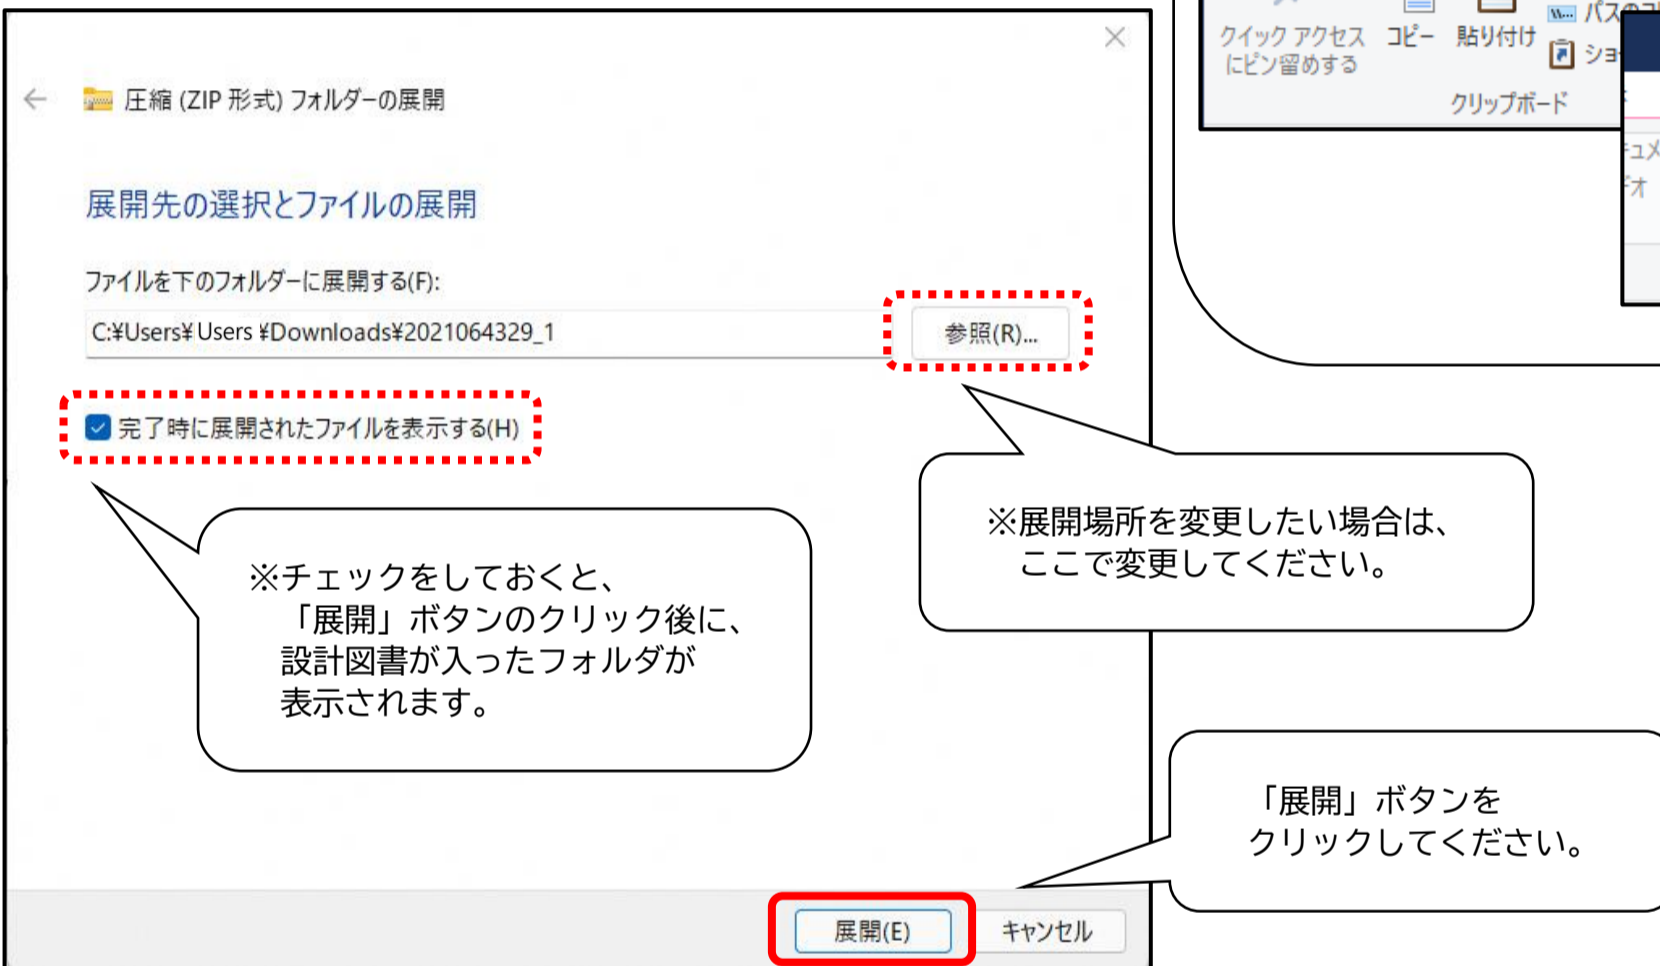 圧縮 (ZIP 形式) フォルダーの展開
展開先の選択とファイルの展開
ファイルを下のフォルダーに展開する(F):
C:¥Users¥ Users ¥Downloads¥2021064329_1
参照(R)...
完了時に展開されたファイルを表示する(H)
※展開場所を変更したい場合は、
ここで変更してください。
※チェックをしておくと、
「展開」ボタンのクリック後に、
設計図書が入ったフォルダが
表示されます。
「展開」ボタンを
クリックしてください。
展開(E)
キャンセル
クイック アクセス
にピン留めする
コピー
貼り付け
クリップボード